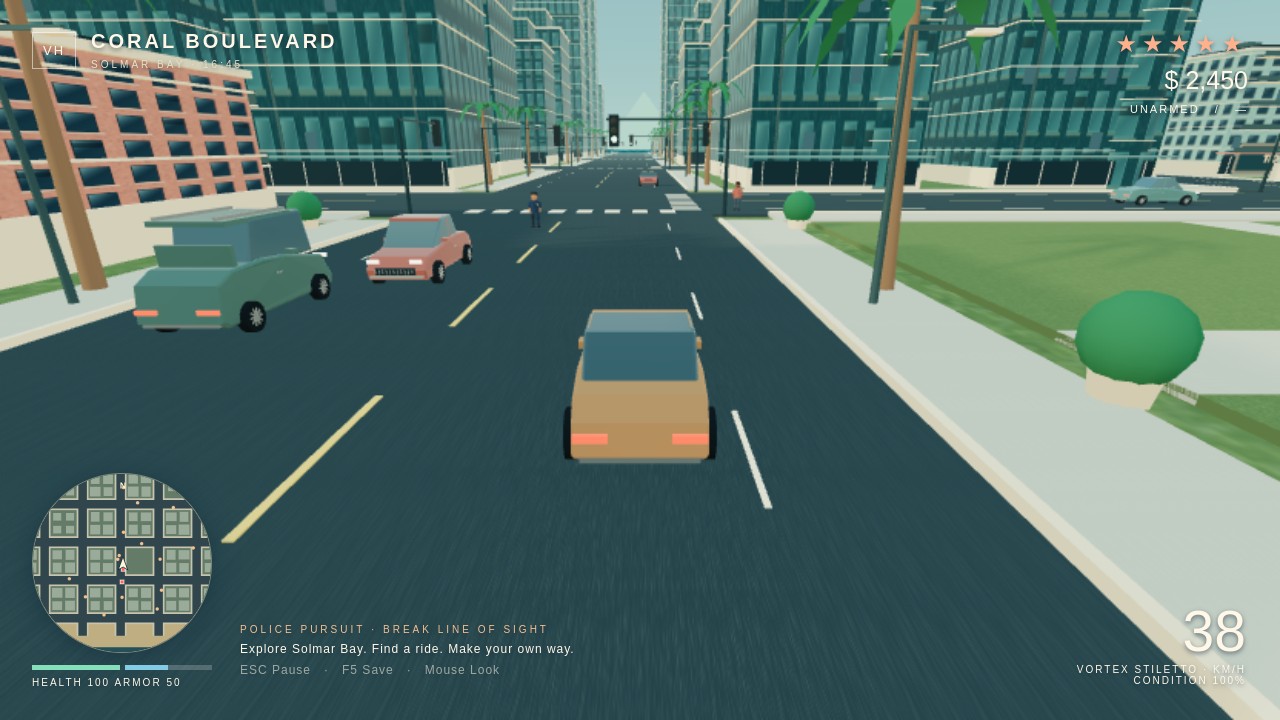 VH
CORAL BOULEVARD
SOLMAR BAY · 16:45
★ ★ ★ ★ ★
$ 2,450
UNARMED / —
N
POLICE PURSUIT · BREAK LINE OF SIGHT
Explore Solmar Bay. Find a ride. Make your own way.
ESC Pause · F5 Save · Mouse Look
HEALTH 100 ARMOR 50
38
VORTEX STILETTO · KM/H
CONDITION 100%